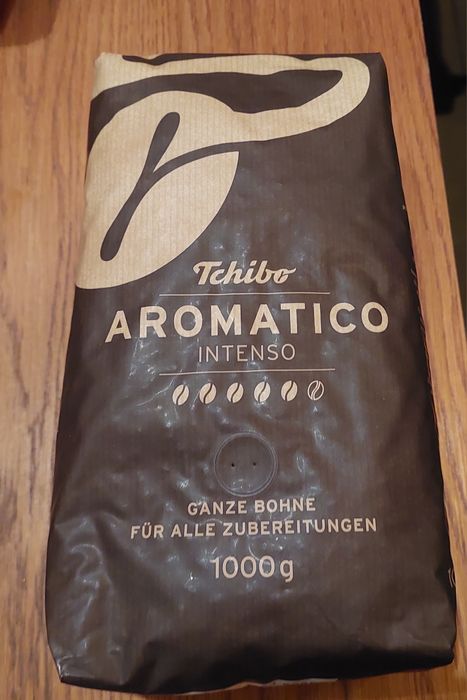 Tchibo
AROMATICO
INTENSO
GANZE BOHNE
FÜR ALLE ZUBEREITUNGEN
1000g